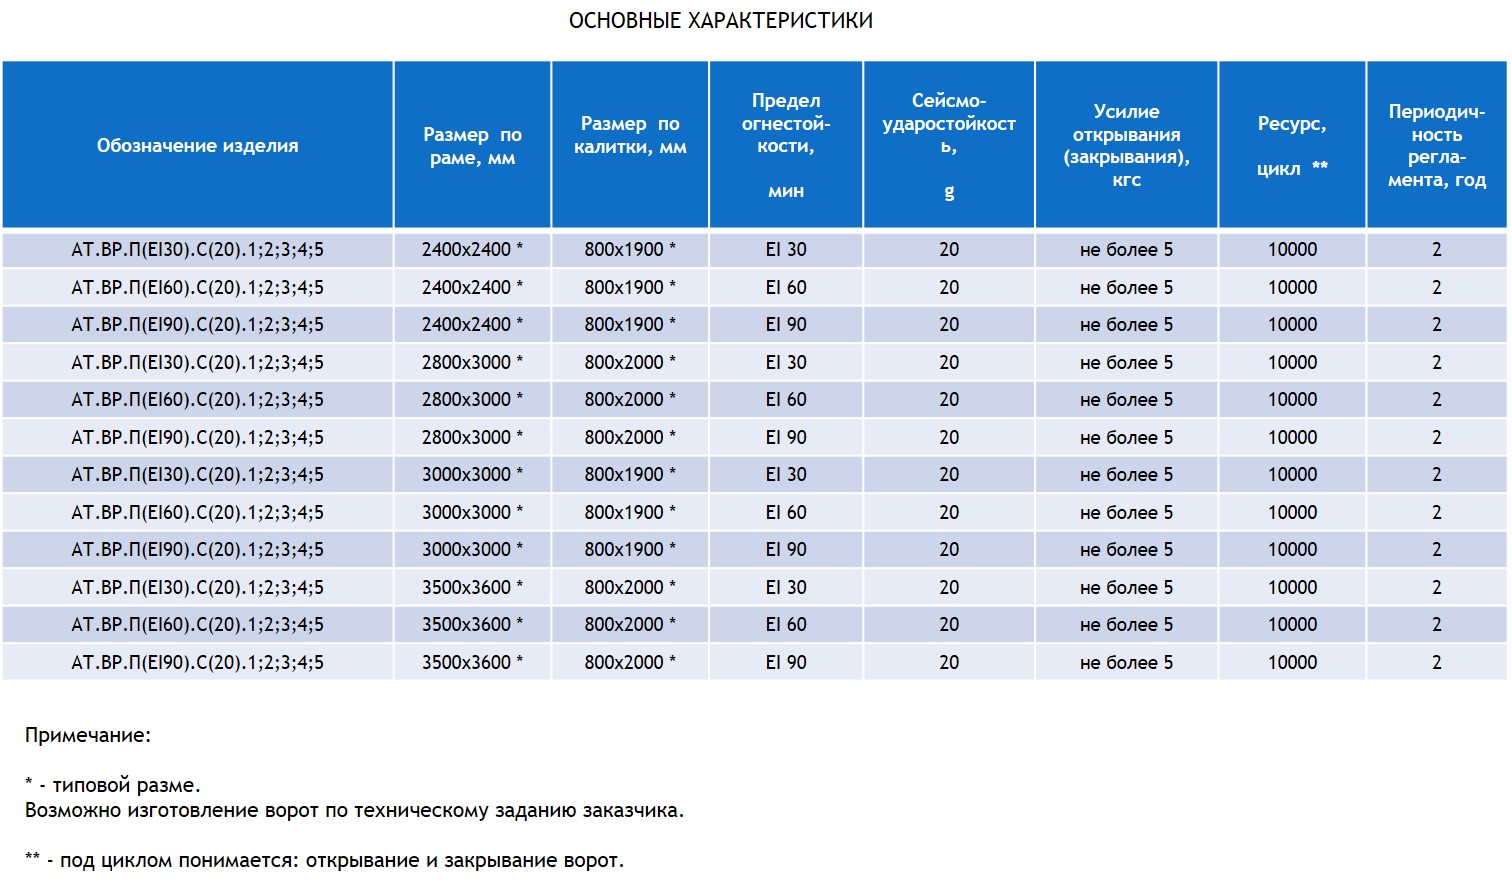 ОСНОВНЫЕ ХАРАКТЕРИСТИКИ
Обозначение изделия
Размер по
раме, мм
Размер по
калитки, мм
Предел
огнестой-
кости,
мин
Сейсмо-
ударостойкост
ь,
g
Усилие
открывания
(закрывания),
кгс
Ресурс,
цикл **
Периодич-
ность
регла-
мента, год
АТ.ВР.П(EI30).С(20).1;2;3;4;5 2400х2400 * 800х1900 * EI 30 20 не более 5 10000 2
АТ.ВР.П(EI60).С(20).1;2;3;4;5 2400х2400 * 800х1900 * EI 60 20 не более 5 10000 2
АТ.ВР.П(EI90).С(20).1;2;3;4;5 2400х2400 * 800х1900 * EI 90 20 не более 5 10000 2
АТ.ВР.П(EI30).С(20).1;2;3;4;5 2800х3000 * 800х2000 * EI 30 20 не более 5 10000 2
АТ.ВР.П(EI60).С(20).1;2;3;4;5 2800х3000 * 800х2000 * EI 60 20 не более 5 10000 2
АТ.ВР.П(EI90).С(20).1;2;3;4;5 2800х3000 * 800х2000 * EI 90 20 не более 5 10000 2
АТ.ВР.П(EI30).С(20).1;2;3;4;5 3000х3000 * 800х1900 * EI 30 20 не более 5 10000 2
АТ.ВР.П(EI60).С(20).1;2;3;4;5 3000х3000 * 800х1900 * EI 60 20 не более 5 10000 2
АТ.ВР.П(EI90).С(20).1;2;3;4;5 3000х3000 * 800х1900 * EI 90 20 не более 5 10000 2
АТ.ВР.П(EI30).С(20).1;2;3;4;5 3500х3600 * 800х2000 * EI 30 20 не более 5 10000 2
АТ.ВР.П(EI60).С(20).1;2;3;4;5 3500х3600 * 800х2000 * EI 60 20 не более 5 10000 2
АТ.ВР.П(EI90).С(20).1;2;3;4;5 3500х3600 * 800х2000 * EI 90 20 не более 5 10000 2
Примечание:
* - типовой разме.
Возможно изготовление ворот по техническому заданию заказчика.
** - под циклом понимается: открывание и закрывание ворот.